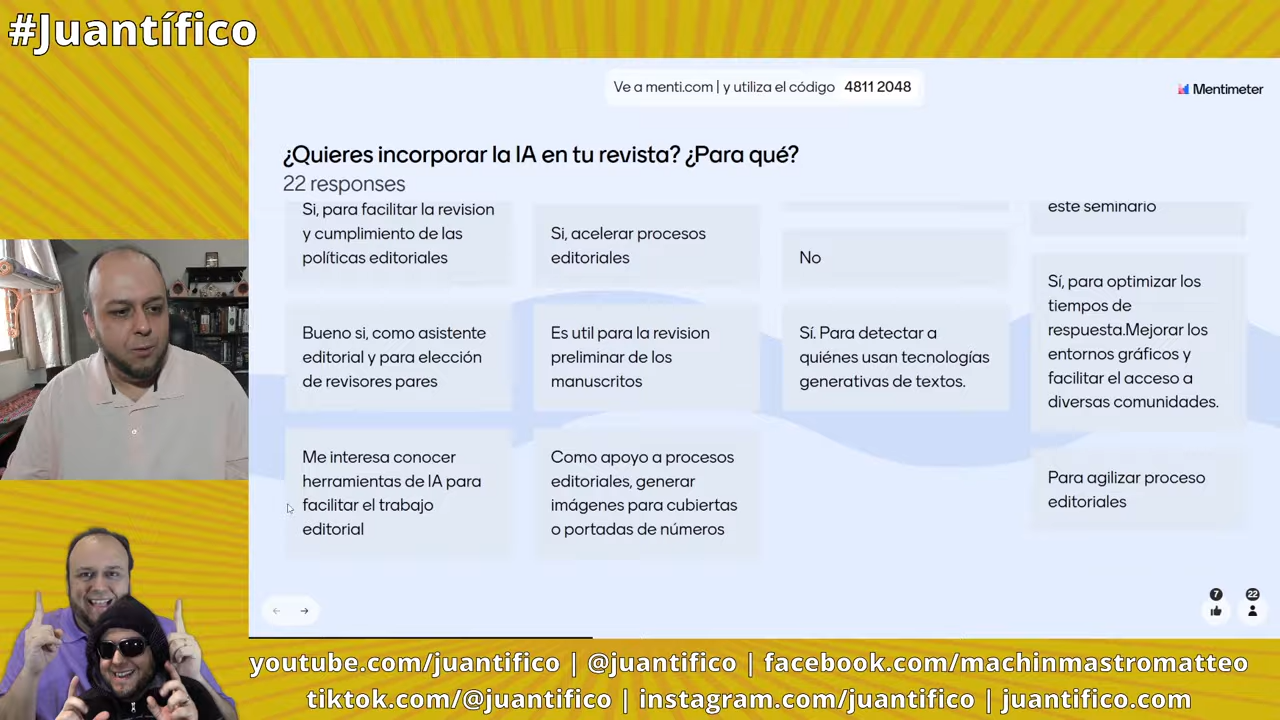 #Juantífico
Ve a menti.com | y utiliza el código 4811 2048
Mentimeter
¿Quieres incorporar la IA en tu revista? ¿Para qué?
22 responses
Si, para facilitar la revision
y cumplimiento de las
políticas editoriales
Bueno si, como asistente
editorial y para elección
de revisores pares
Me interesa conocer
herramientas de IA para
facilitar el trabajo
editorial
Si, acelerar procesos
editoriales
Es util para la revision
preliminar de los
manuscritos
Como apoyo a procesos
editoriales, generar
imágenes para cubiertas
o portadas de números
No
Sí. Para detectar a
quiénes usan tecnologías
generativas de textos.
este seminario
Sí, para optimizar los
tiempos de
respuesta.Mejorar los
entornos gráficos y
facilitar el acceso a
diversas comunidades.
Para agilizar proceso
editoriales
7
22
youtube.com/juantifico | @juantifico | facebook.com/machinmastromatteo
tiktok.com/@juantifico | instagram.com/juantifico | juantifico.com